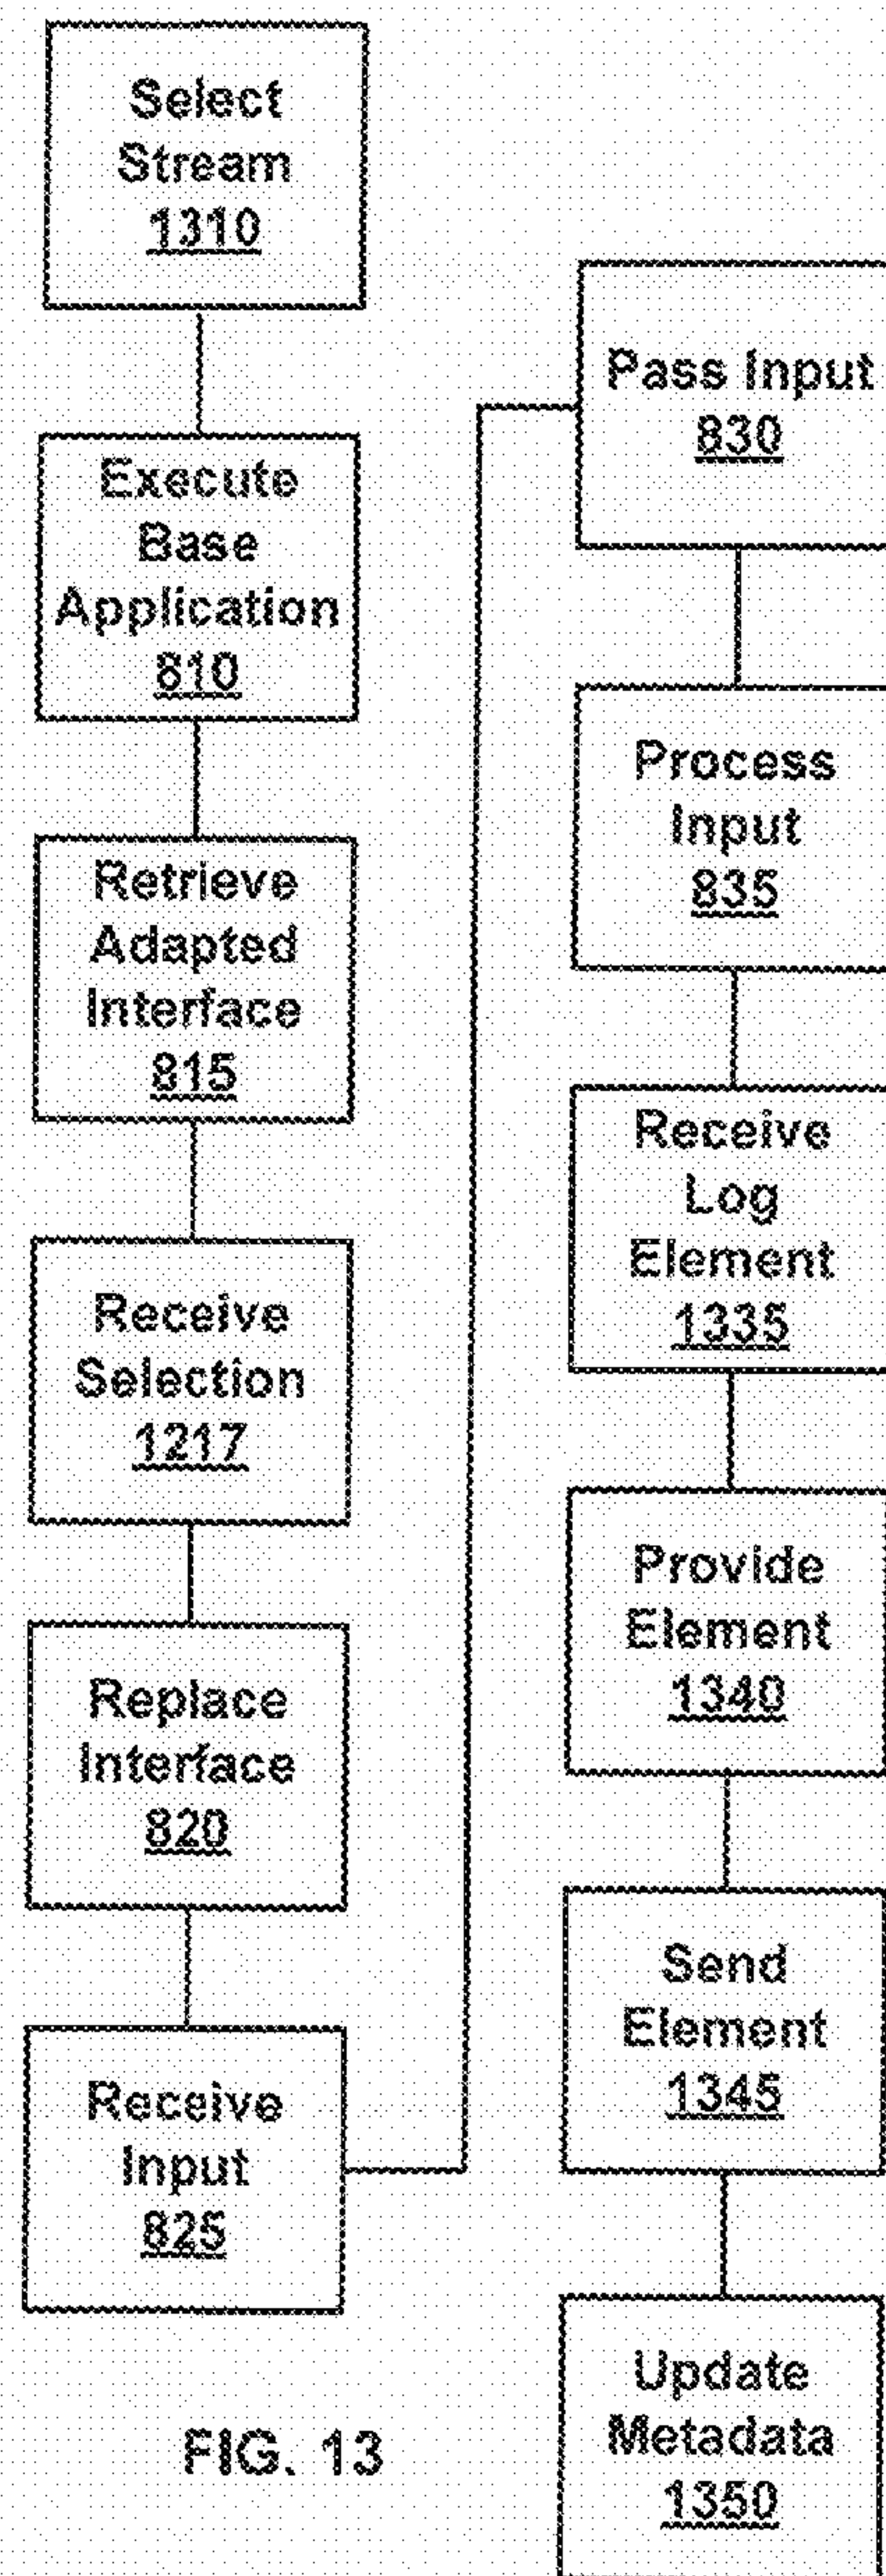 Select
Stream
1310
Execute
Base
Application
810
Retrieve
Adapted
Interface
815
Receive
Selection
1217
Replace
Interface
820
Receive
Input
825
Pass Input
830
Process
Input
835
Receive
Log
Element
1335
Provide
Element
1340
Send
Element
1345
Update
Metadata
1350
FIG. 13